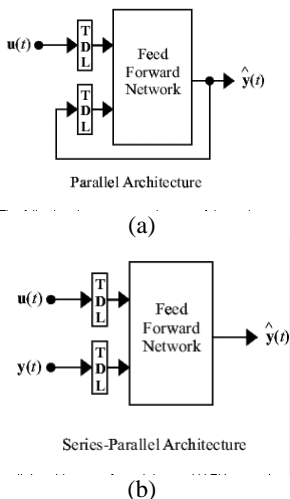 T
D
L
u(t)
Feed
Forward
Network
ŷ(t)
T
D
L
Parallel Architecture
(a)
T
D
L
u(t)
Feed
Forward
Network
ŷ(t)
y(t)
T
D
L
Series-Parallel Architecture
(b)